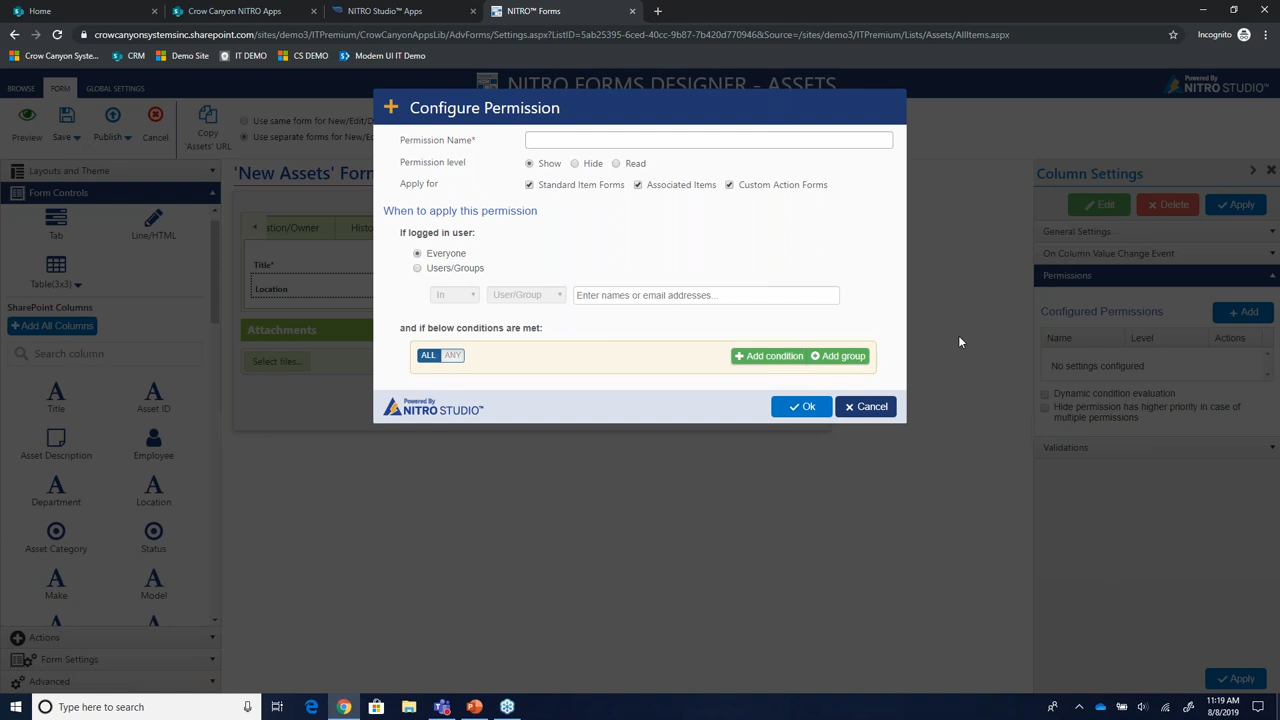 Home
Crow Canyon Apps
NITRO Studio™ Apps
NITRO™ Forms
crowcanyonsystemsinc.sharepoint.com/sites/demo3/ITPremium/CrowCanyonAppsLib/AdvForms/Settings.aspx?ListID=5ab25395-6ced-40cc-9b87-7b420d770946&Source=/sites/demo3/ITPremium/Lists/Assets/AllItems.aspx
Incognito
Crow Canyon Syste...
CRM
Demo Site
IT DEMO
CS DEMO
Modern UI IT Demo
BROWSE
FORM
GLOBAL SETTINGS
NITRO FORMS DESIGNER - ASSETS
Powered By
NITRO STUDIO™
Preview
Save
Publish
Cancel
Copy
'Assets' URL
Use same form for New/Edit/D
Use separate forms for New/E
Configure Permission
Permission Name*
Permission level
Show
Hide
Read
Apply for
Standard Item Forms
Associated Items
Custom Action Forms
When to apply this permission
If logged in user:
Everyone
Users/Groups
In
User/Group
Enter names or email addresses...
and if below conditions are met:
ALL
ANY
Add condition
Add group
Powered By
NITRO STUDIO™
Ok
Cancel
Layouts and Theme
Form Controls
Tab
Line/HTML
Table(3x3)
SharePoint Columns
+Add All Columns
Search column
Title
Asset ID
Asset Description
Employee
Department
Location
Asset Category
Status
Make
Model
Actions
Form Settings
Advanced
'New Assets' Form
stion/Owner
Histo
Title*
Location
Attachments
Select files...
Column Settings
Edit
Delete
Apply
General Settings...
On Column Value Change Event
Permissions
Configured Permissions
+ Add
Name
Level
Actions
No settings configured
Dynamic condition evaluation
Hide permission has higher priority in case of
multiple permissions
Validations
Apply
Type here to search
11:19 AM
8/8/2019